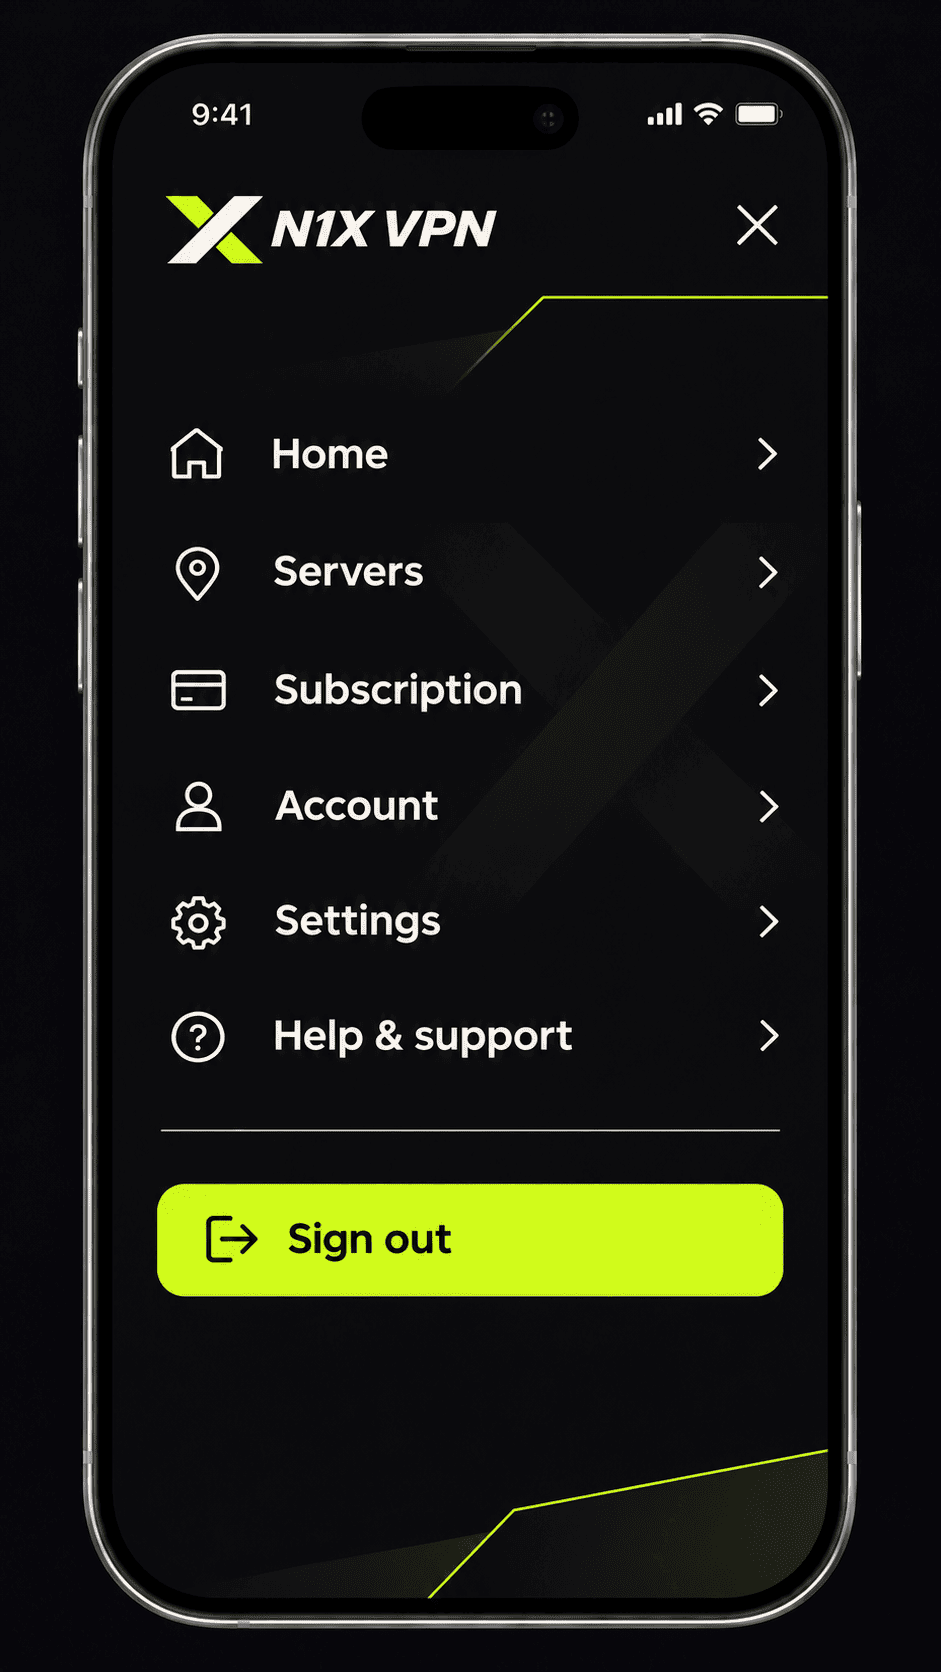 9:41
N1X VPN
Home
Servers
Subscription
Account
Settings
Help & support
Sign out